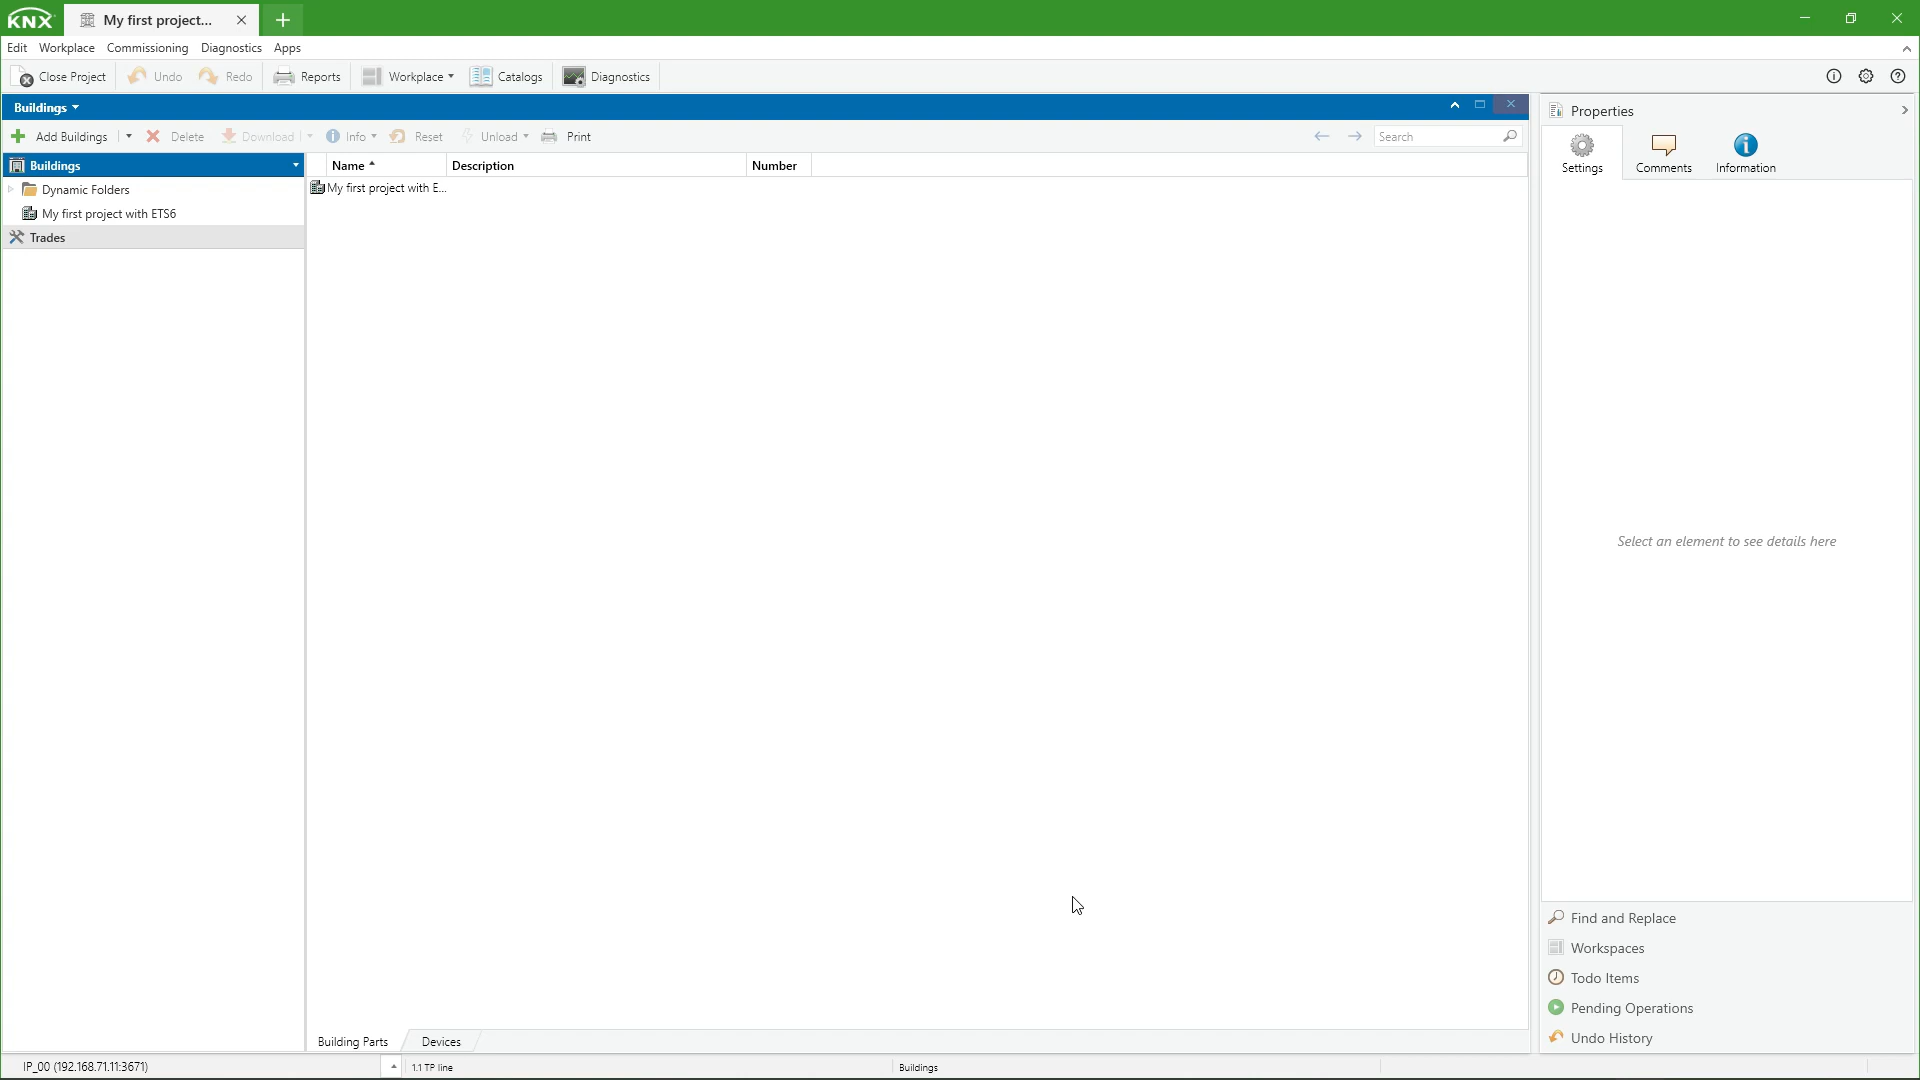 KNX
My first project...
Edit Workplace Commissioning Diagnostics Apps
Close Project Undo Redo Reports Workplace Catalogs Diagnostics
Buildings
Add Buildings Delete Download Info Reset Unload Print Search
Buildings
Dynamic Folders
My first project with ETS6
Trades
Name Description Number
My first project with E...
Properties
Settings Comments Information
Select an element to see details here
Find and Replace
Workspaces
Todo Items
Pending Operations
Undo History
Building Parts Devices
IP_00 (192.168.71.11:3671) 1.1 TP line Buildings